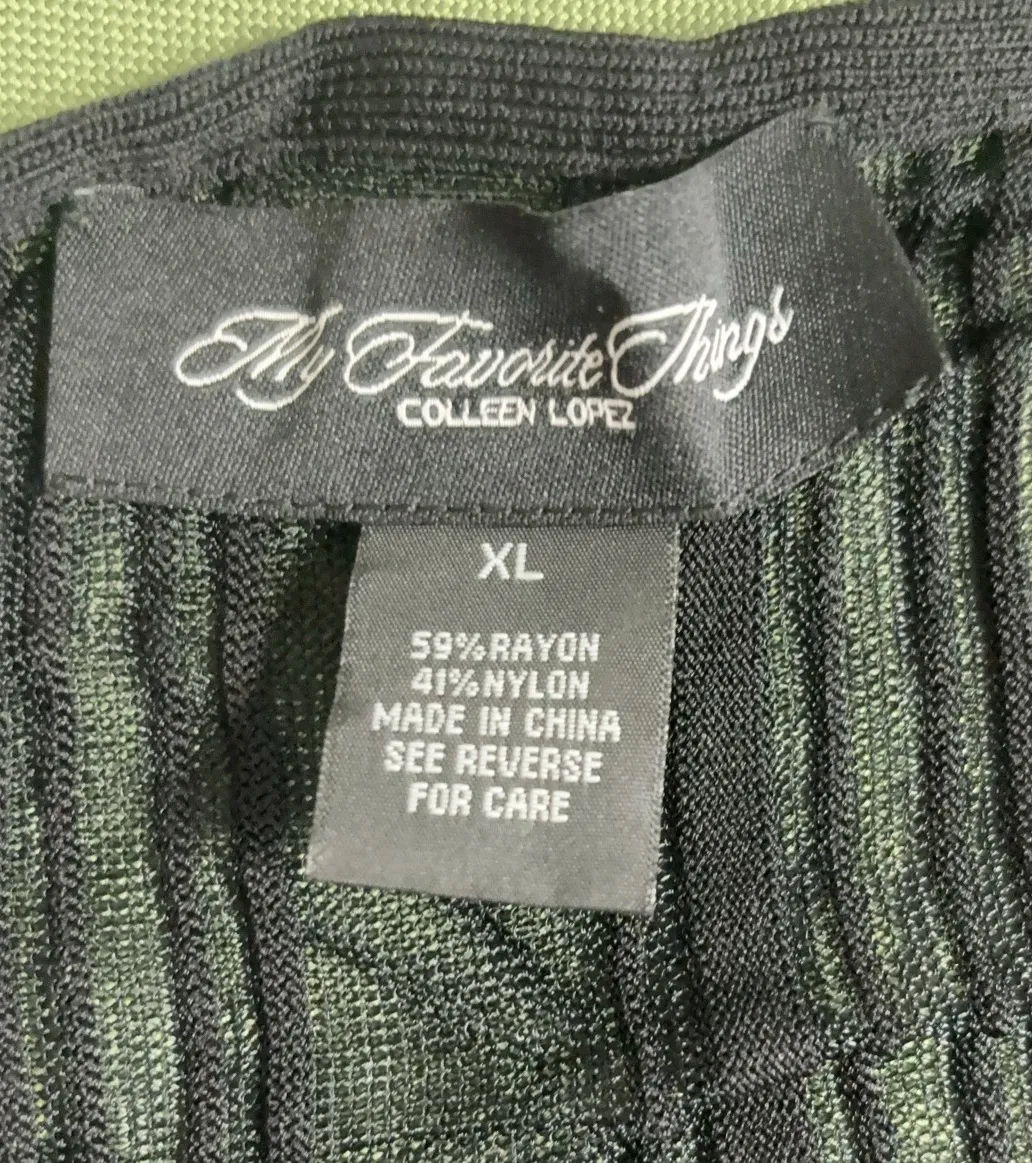 My Favorite Things
COLLEEN LOPEZ
XL
59% RAYON
41% NYLON
MADE IN CHINA
SEE REVERSE
FOR CARE